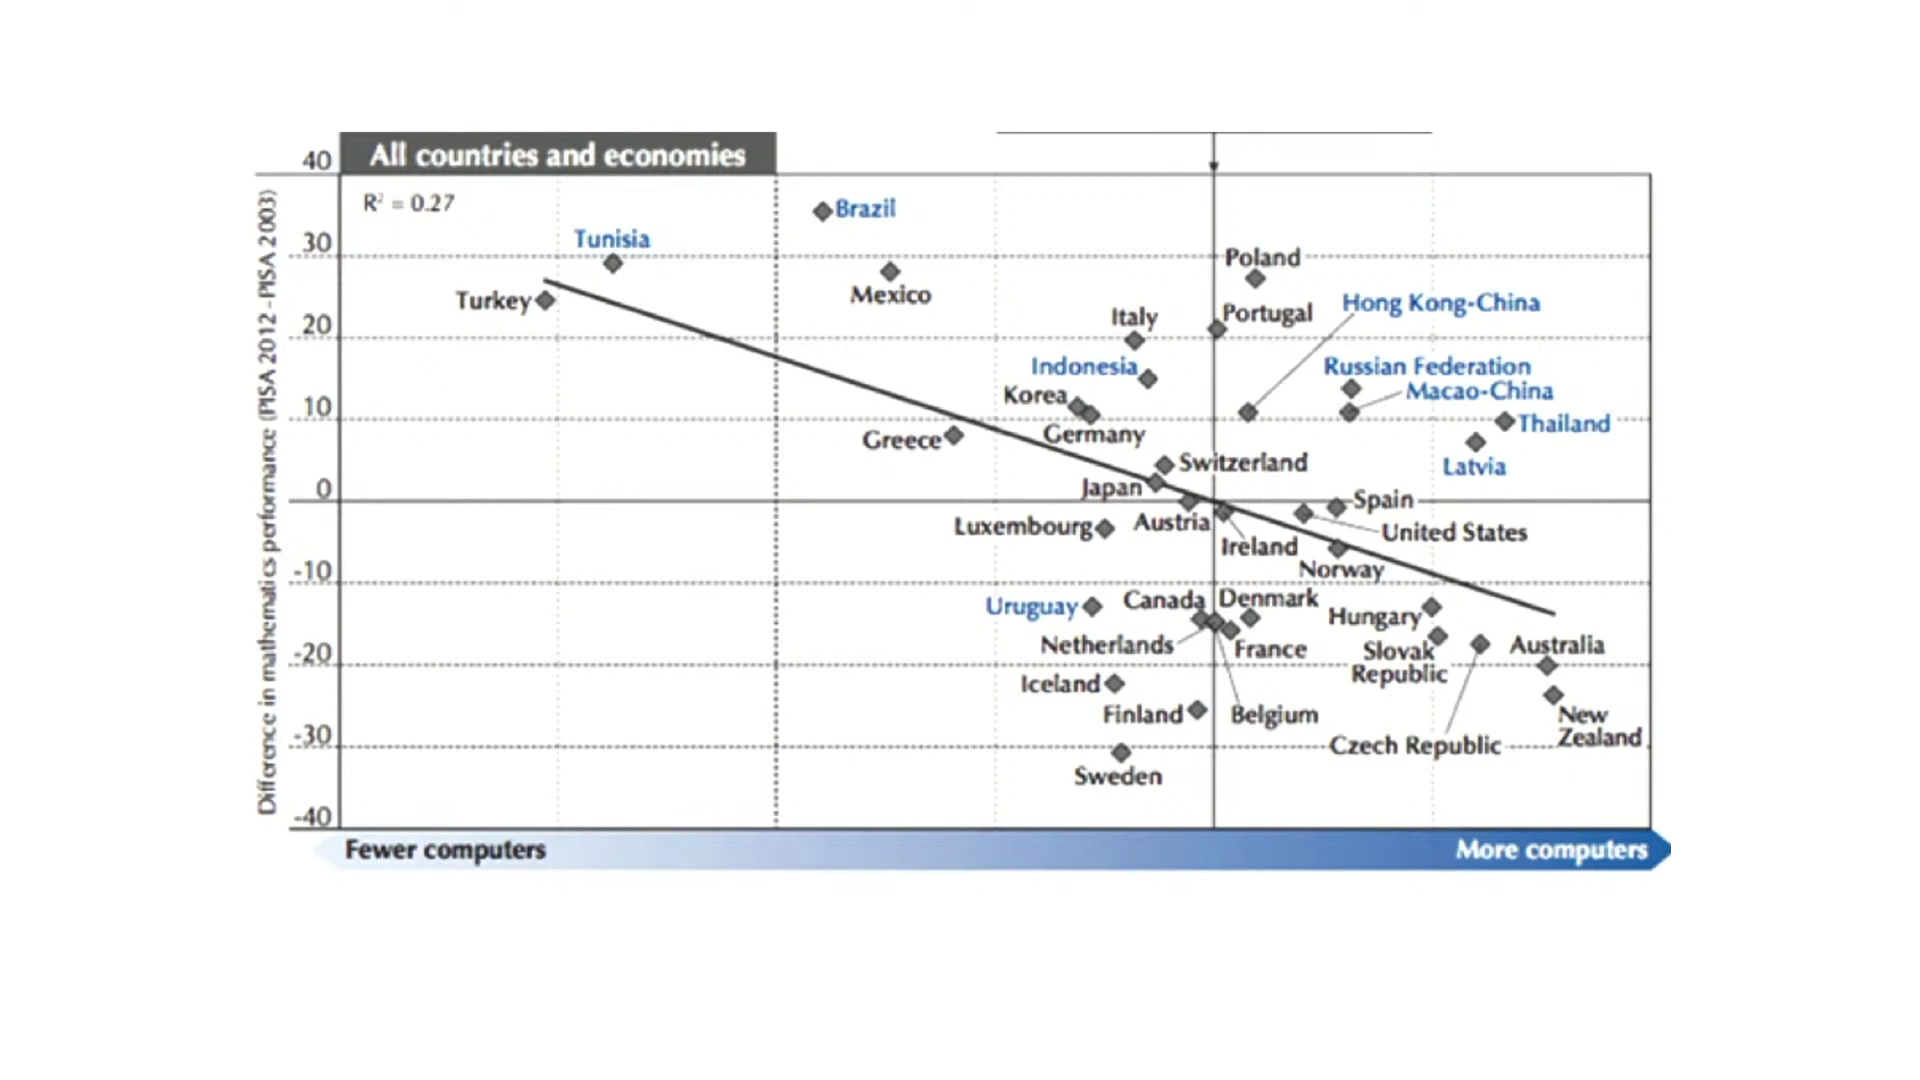 All countries and economies
40
30
20
10
0
-10
-20
-30
-40
Difference in mathematics performance (PISA 2012 - PISA 2003)
R² = 0.27
Brazil
Tunisia
Poland
Turkey
Mexico
Hong Kong-China
Italy
Portugal
Indonesia
Russian Federation
Korea
Macao-China
Germany
Thailand
Greece
Switzerland
Latvia
Japan
Spain
Luxembourg
Austria
United States
Ireland
Norway
Uruguay
Canada
Denmark
Hungary
Netherlands
France
Slovak
Republic
Australia
Iceland
Finland
Belgium
New
Zealand
Czech Republic
Sweden
Fewer computers
More computers